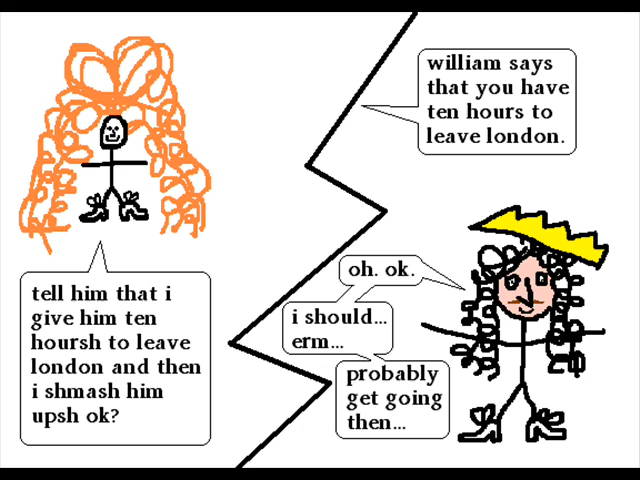 tell him that i
give him ten
hoursh to leave
london and then
i shmash him
upsh ok?
william says
that you have
ten hours to
leave london.
oh. ok.
i should...
erm...
probably
get going
then...